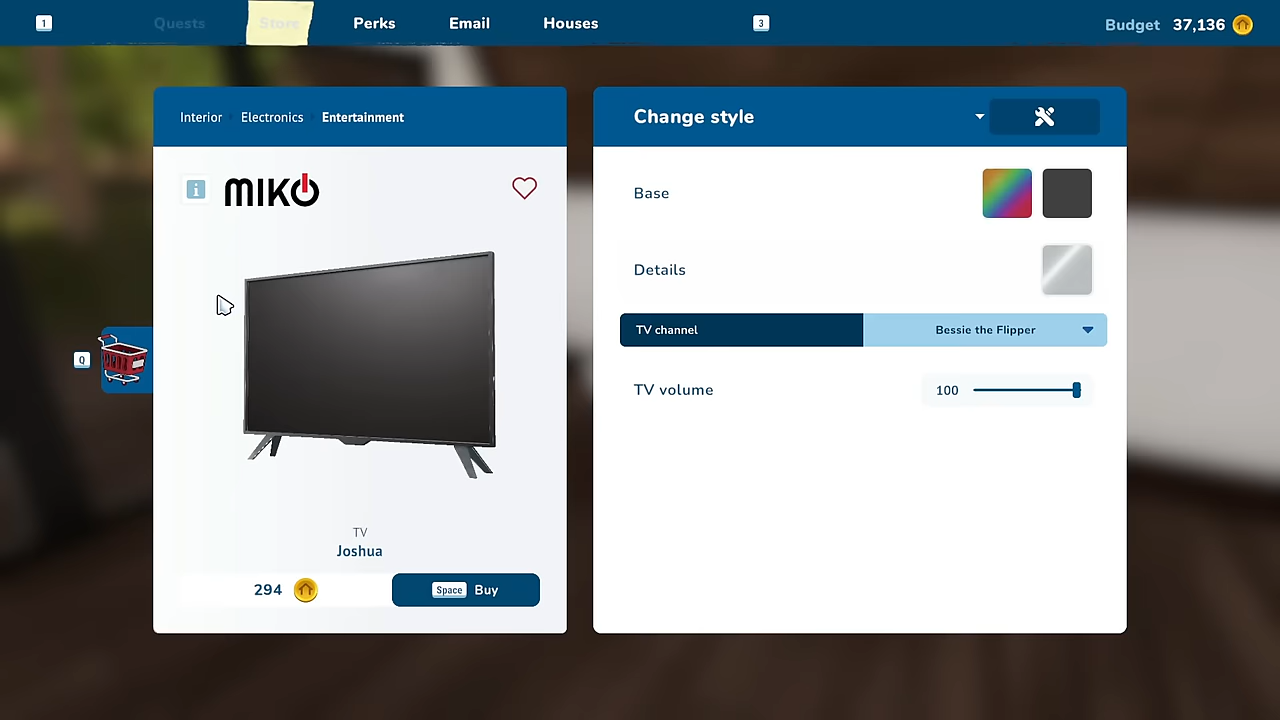 1 Quests Store Perks Email Houses 3 Budget 37,136
Interior Electronics Entertainment
i MIKO
Q
TV
Joshua
294 Space Buy
Change style
Base
Details
TV channel Bessie the Flipper
TV volume 100